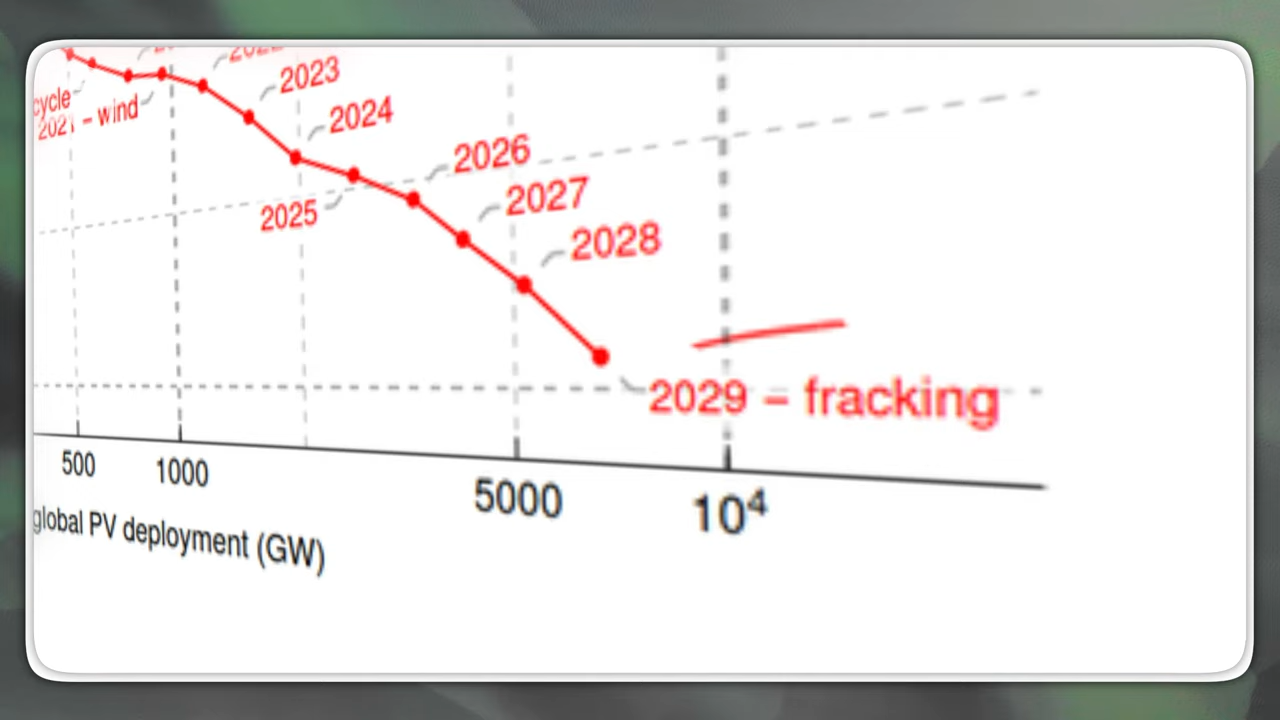 2023
cycle
2021 – wind
2024
2026
2027
2025
2028
2029 – fracking
500
1000
5000
10⁴
global PV deployment (GW)